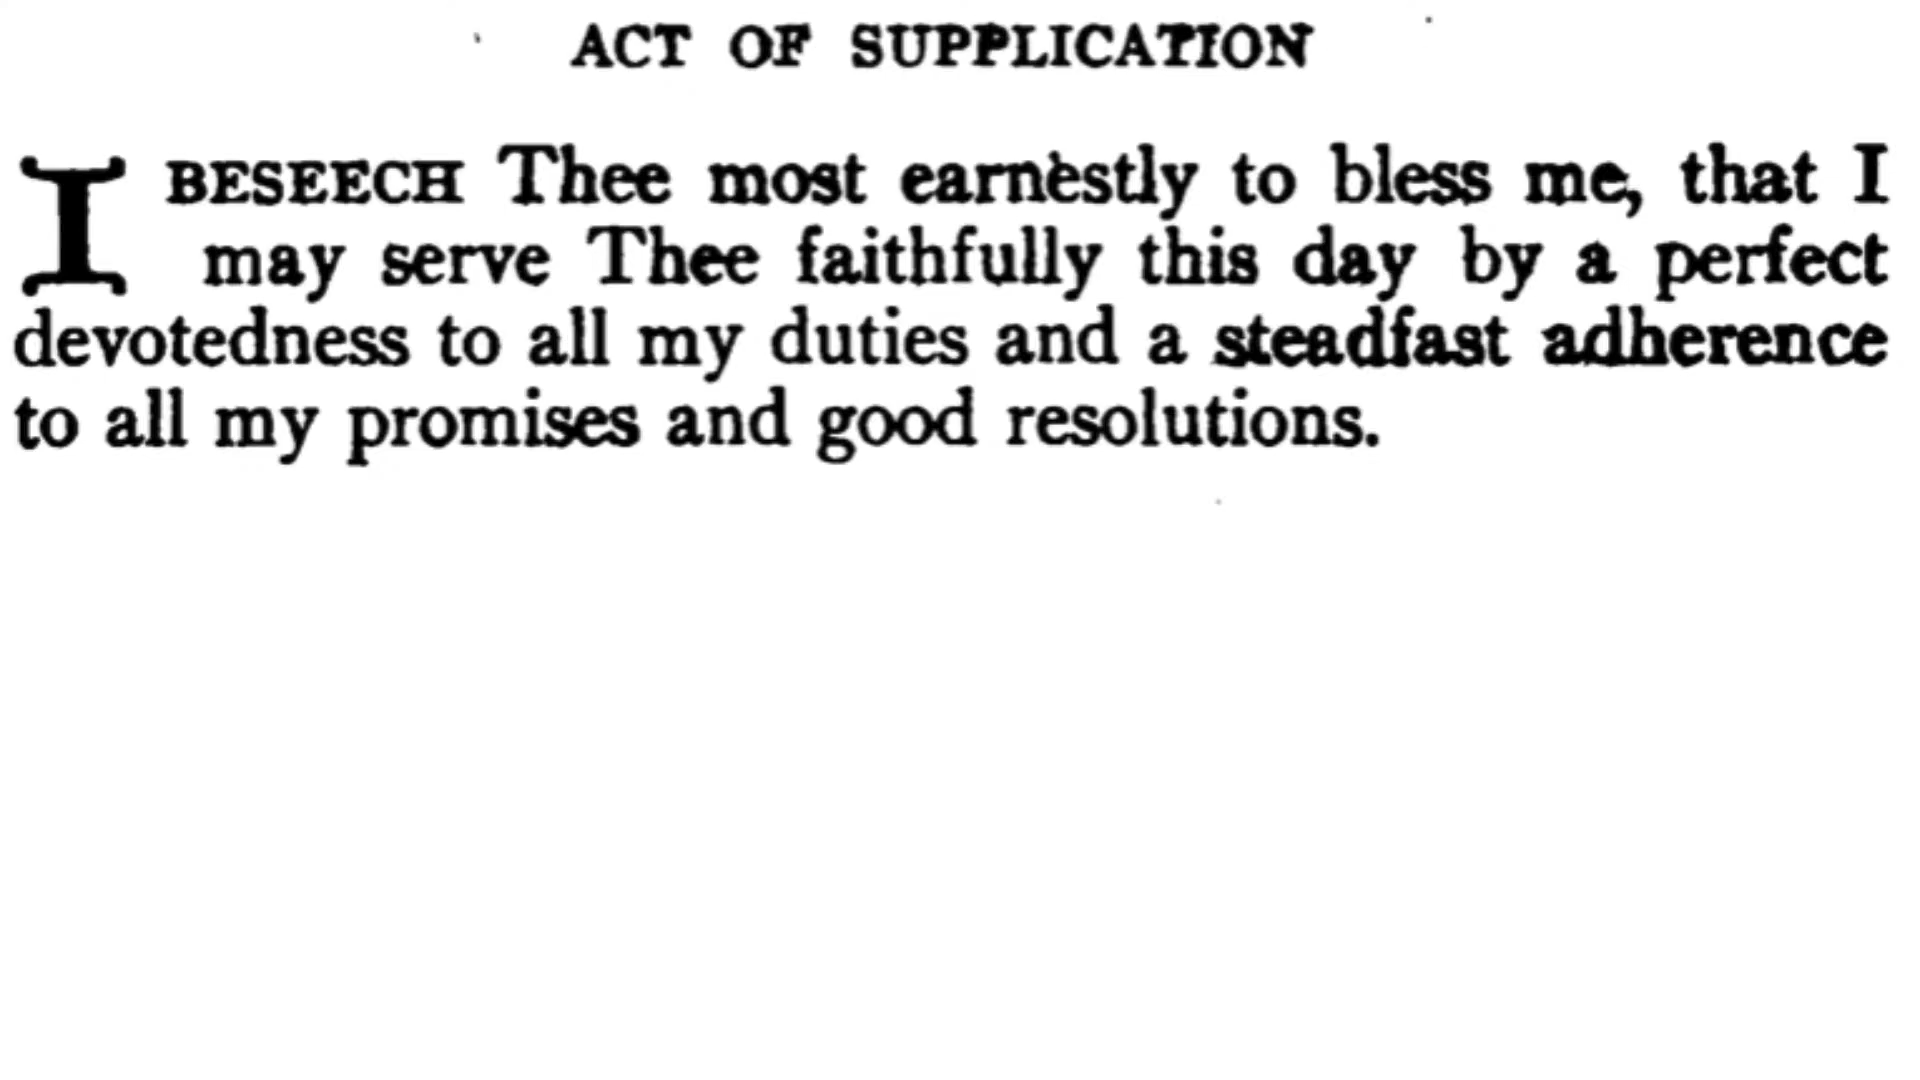 ACT OF SUPPLICATION
I BESEECH Thee most earnestly to bless me, that I
may serve Thee faithfully this day by a perfect
devotedness to all my duties and a steadfast adherence
to all my promises and good resolutions.